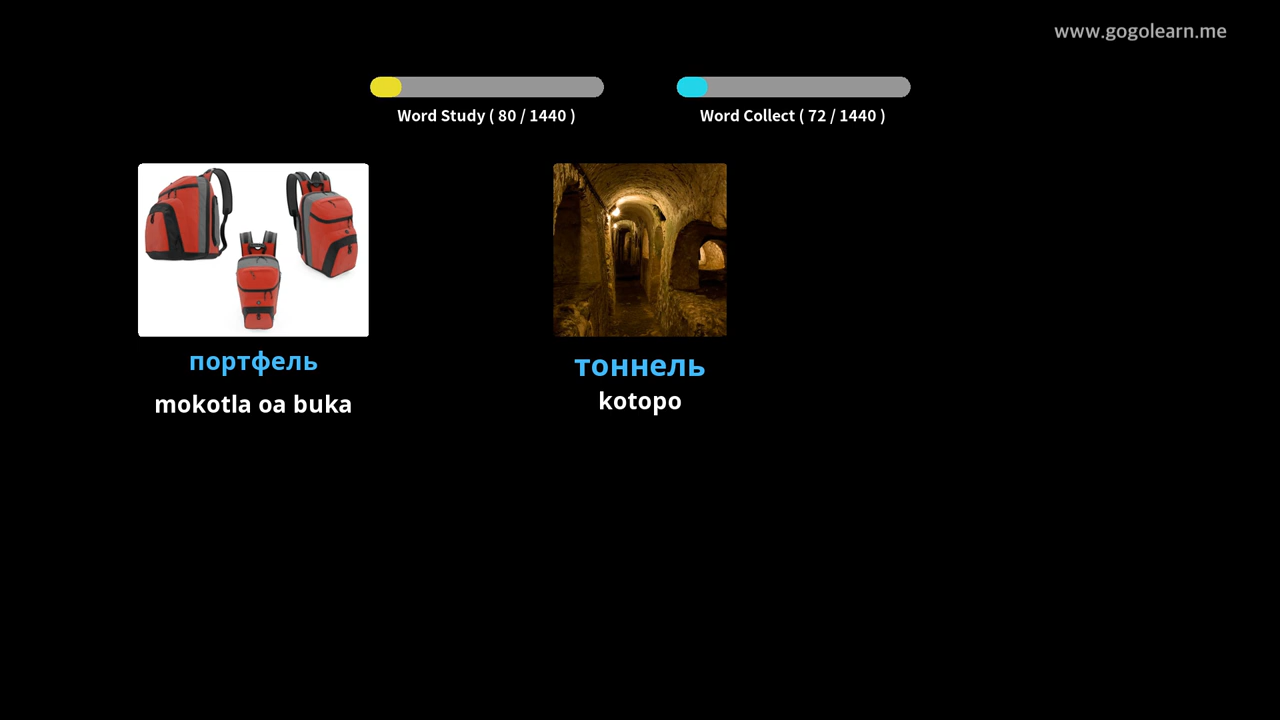 www.gogolearn.me
Word Study ( 80 / 1440 )
Word Collect ( 72 / 1440 )
портфель
mokotla oa buka
тоннель
kotopo